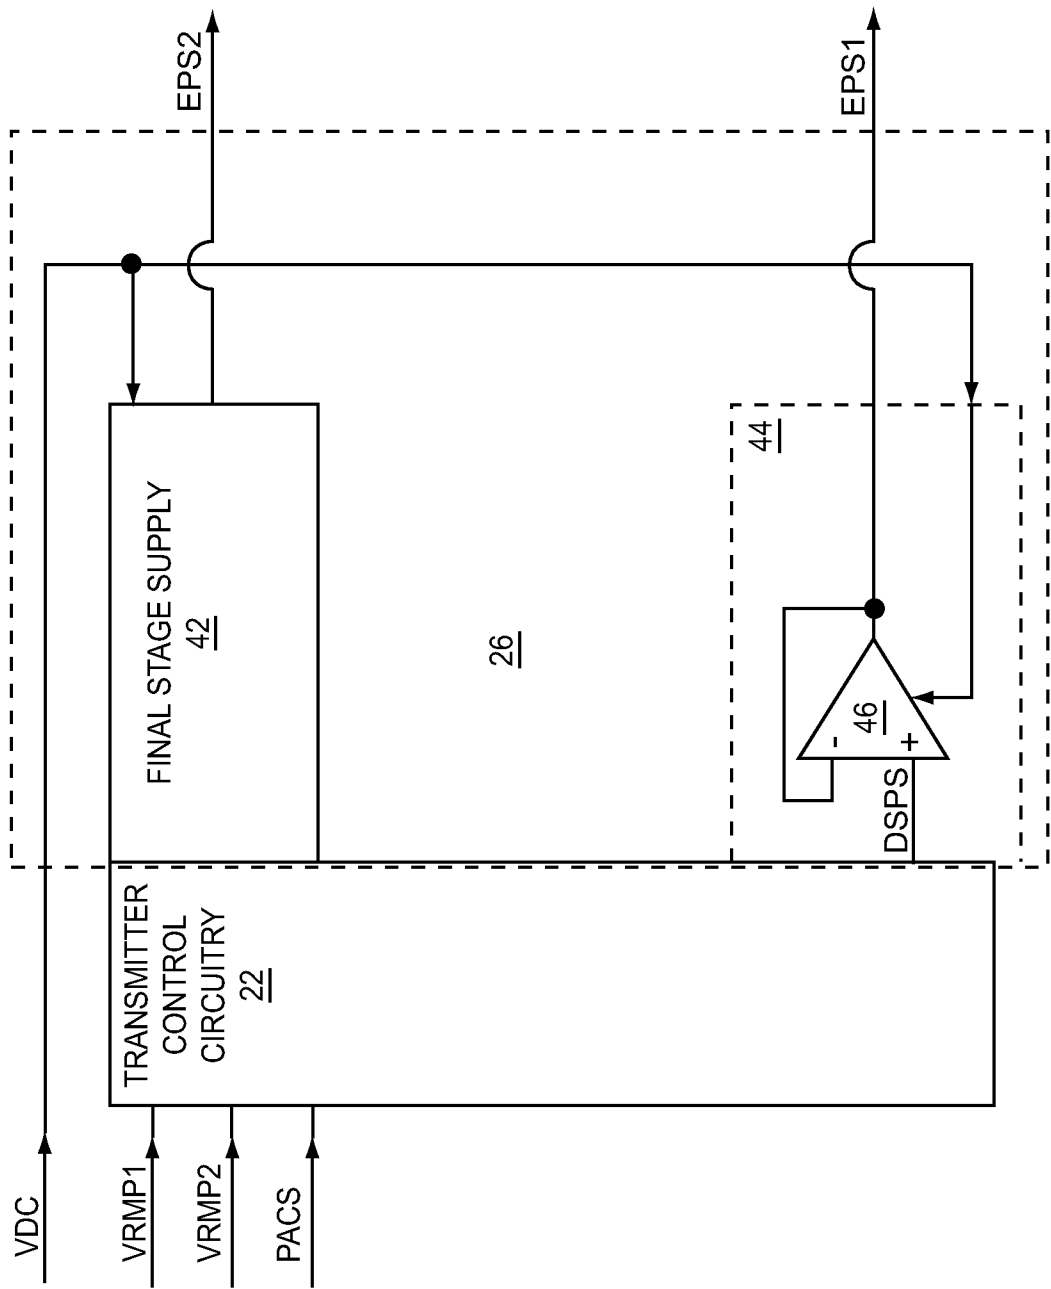 VDC
VRMP1
VRMP2
PACS
TRANSMITTER
CONTROL
CIRCUITRY
22
FINAL STAGE SUPPLY
42
26
44
DSPS
-
+
46
EPS2
EPS1